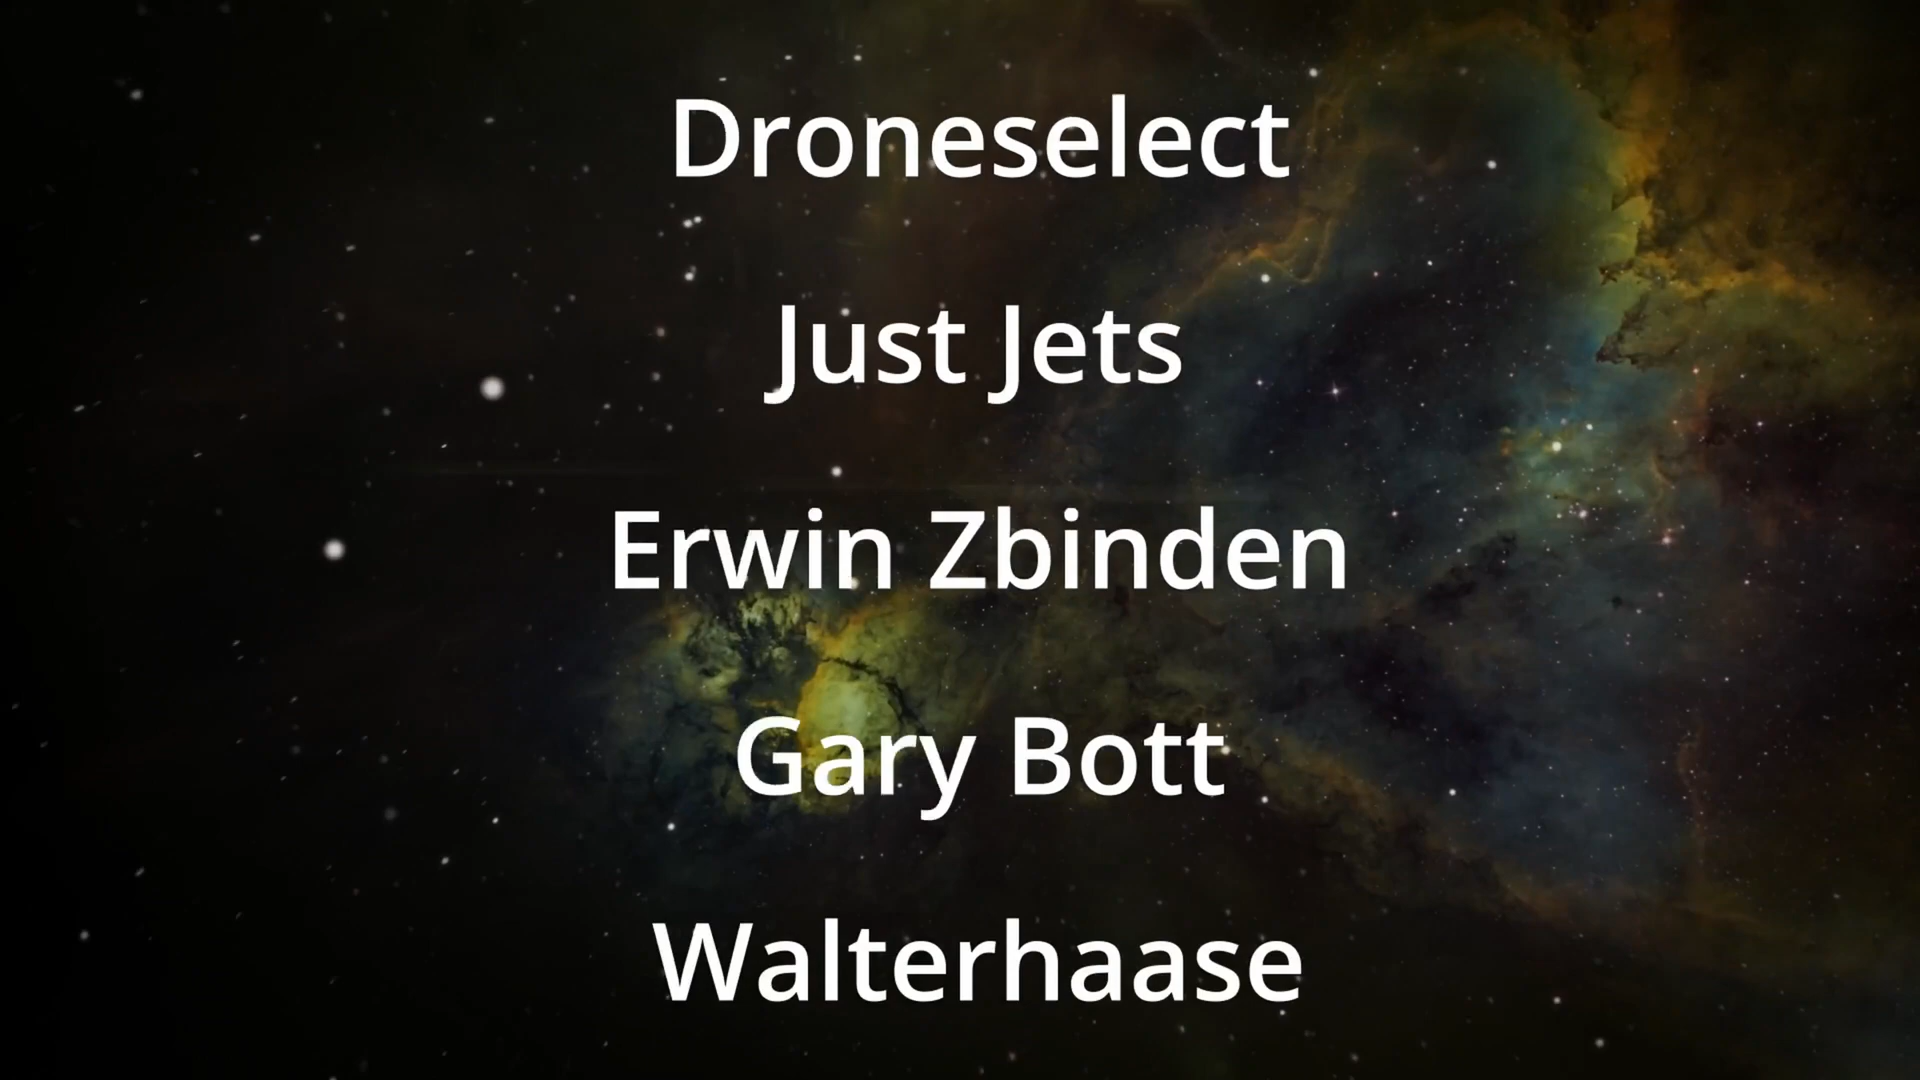 Droneselect
Just Jets
Erwin Zbinden
Gary Bott
Walterhaase